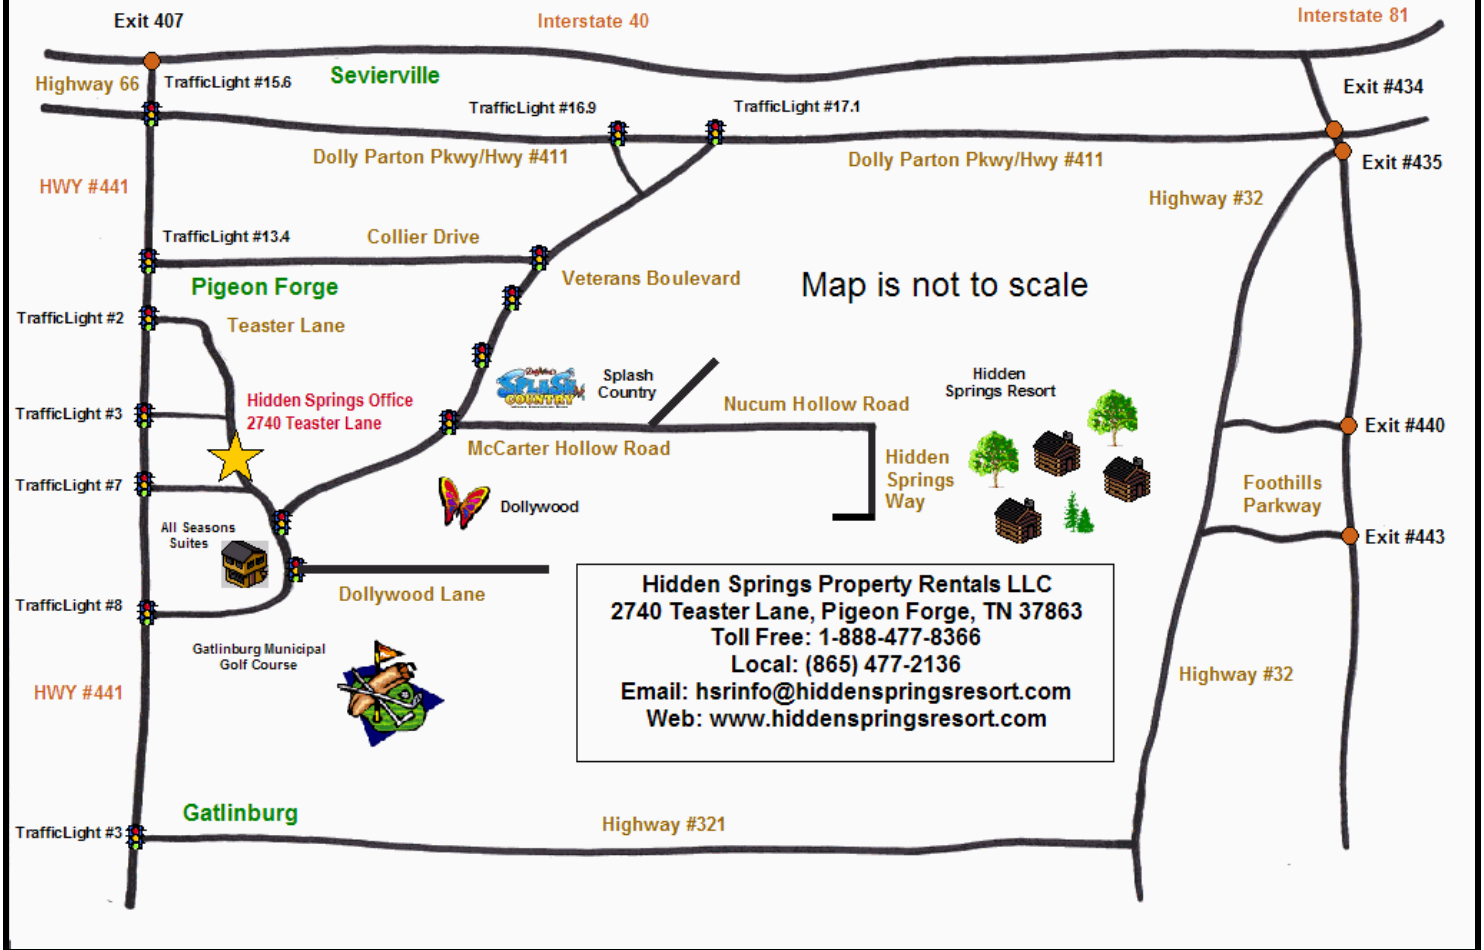 Exit 407
Interstate 40
Interstate 81
Highway 66
TrafficLight #15.6
Sevierville
TrafficLight #16.9
TrafficLight #17.1
Exit #434
Dolly Parton Pkwy/Hwy #411
Dolly Parton Pkwy/Hwy #411
Exit #435
HWY #441
Highway #32
TrafficLight #13.4
Collier Drive
Pigeon Forge
Veterans Boulevard
Map is not to scale
TrafficLight #2
Teaster Lane
Hidden Springs Office
2740 Teaster Lane
SPLASH
COUNTRY
Splash
Country
Hidden
Springs Resort
TrafficLight #3
Nucum Hollow Road
Exit #440
McCarter Hollow Road
Hidden
Springs
Way
TrafficLight #7
Foothills
Parkway
Dollywood
All Seasons
Suites
Exit #443
Dollywood Lane
TrafficLight #8
Hidden Springs Property Rentals LLC
2740 Teaster Lane, Pigeon Forge, TN 37863
Toll Free: 1-888-477-8366
Local: (865) 477-2136
Email: hsrinfo@hiddenspringsresort.com
Web: www.hiddenspringsresort.com
Gatlinburg Municipal
Golf Course
HWY #441
Highway #32
Gatlinburg
TrafficLight #3
Highway #321